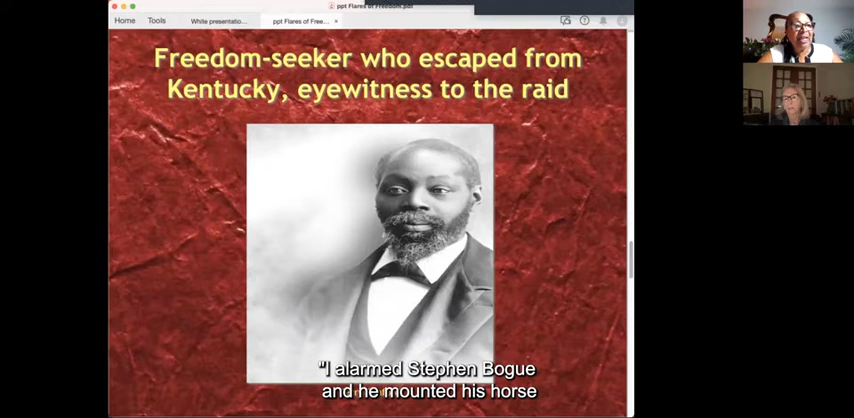 ppt Flares of Freedom.pdf
Home Tools White presentatio... ppt Flares of Free... ×
Freedom-seeker who escaped from
Kentucky, eyewitness to the raid
"I alarmed Stephen Bogue
and he mounted his horse